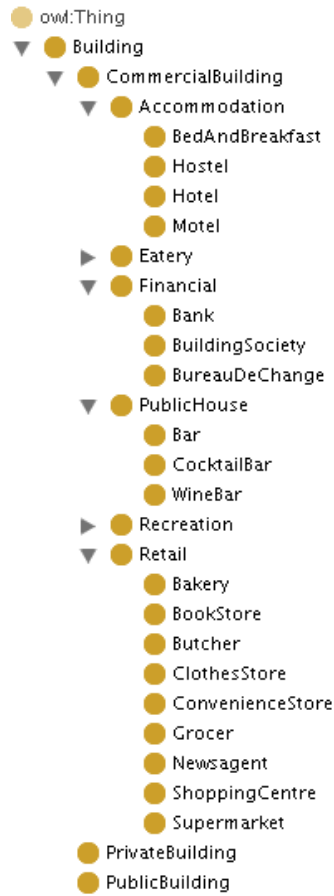 owl:Thing
Building
CommercialBuilding
Accommodation
BedAndBreakfast
Hostel
Hotel
Motel
Eatery
Financial
Bank
BuildingSociety
BureauDeChange
PublicHouse
Bar
CocktailBar
WineBar
Recreation
Retail
Bakery
BookStore
Butcher
ClothesStore
ConvenienceStore
Grocer
Newsagent
ShoppingCentre
Supermarket
PrivateBuilding
PublicBuilding